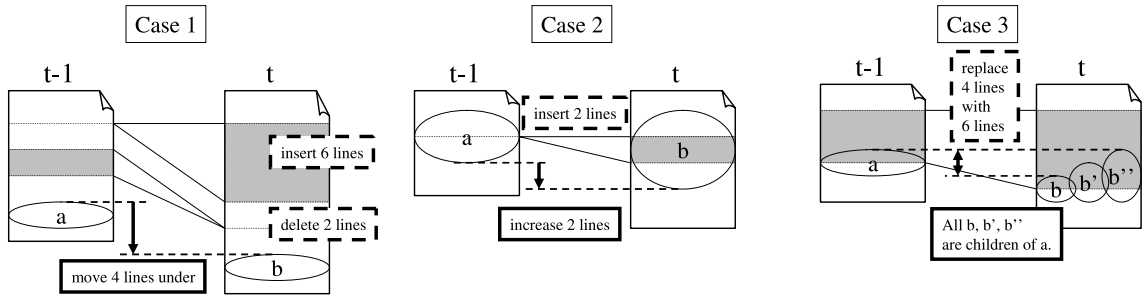 Case 1
t-1
t
insert 6 lines
delete 2 lines
a
b
move 4 lines under
Case 2
t-1
t
insert 2 lines
a
b
increase 2 lines
Case 3
t-1
t
replace
4 lines
with
6 lines
a
b
b'
b''
All b, b', b''
are children of a.